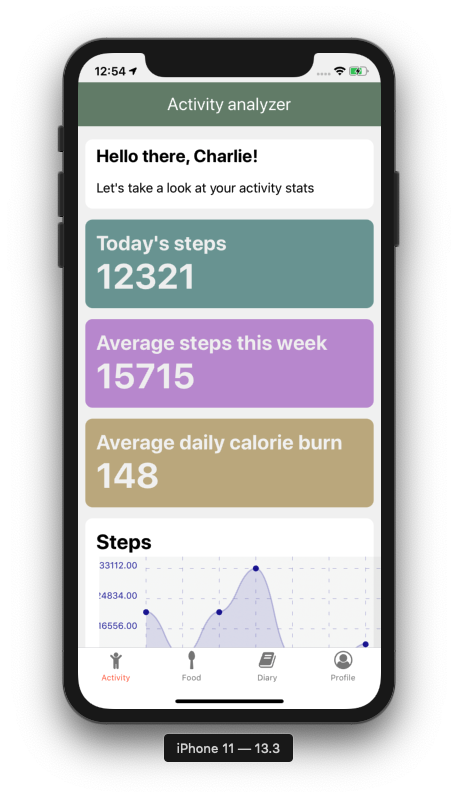 12:54
Activity analyzer
Hello there, Charlie!
Let's take a look at your activity stats
Today's steps
12321
Average steps this week
15715
Average daily calorie burn
148
Steps
33112.00
24834.00
16556.00
Activity
Food
Diary
Profile
iPhone 11 — 13.3